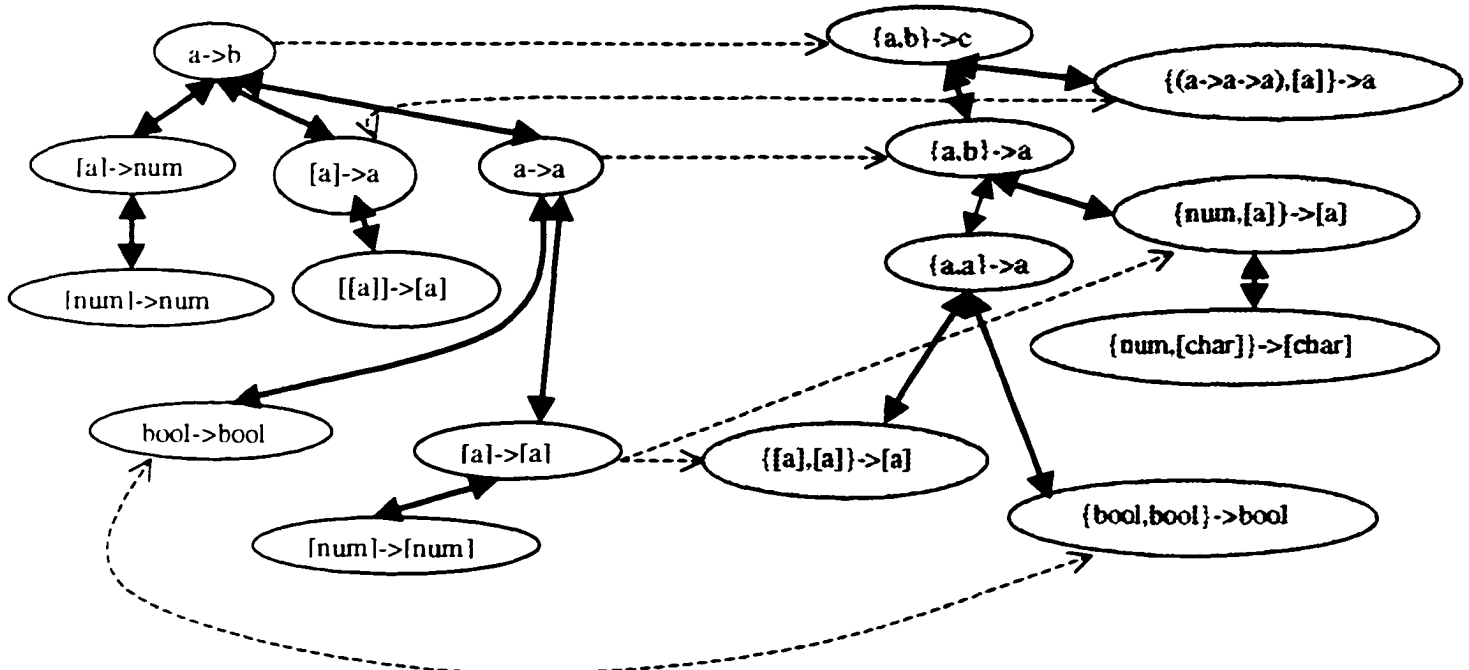 a->b
{a.b}->c
{(a->a->a),[a]}->a
[a]->num
[a]->a
a->a
{a.b}->a
{num,[a]}->[a]
[num]->num
[[a]]->[a]
{a.a}->a
{num,[char]}->[char]
bool->bool
[a]->[a]
{[a],[a]}->[a]
{bool,bool}->bool
[num]->[num]